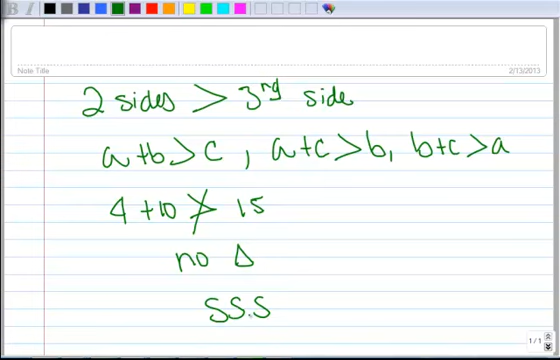 B I
Note Title
2/13/2013
2 sides > 3rd side
a+b>c, a+c>b, b+c>a
4+10 ≯ 15
no Δ
S.S.S
1/1